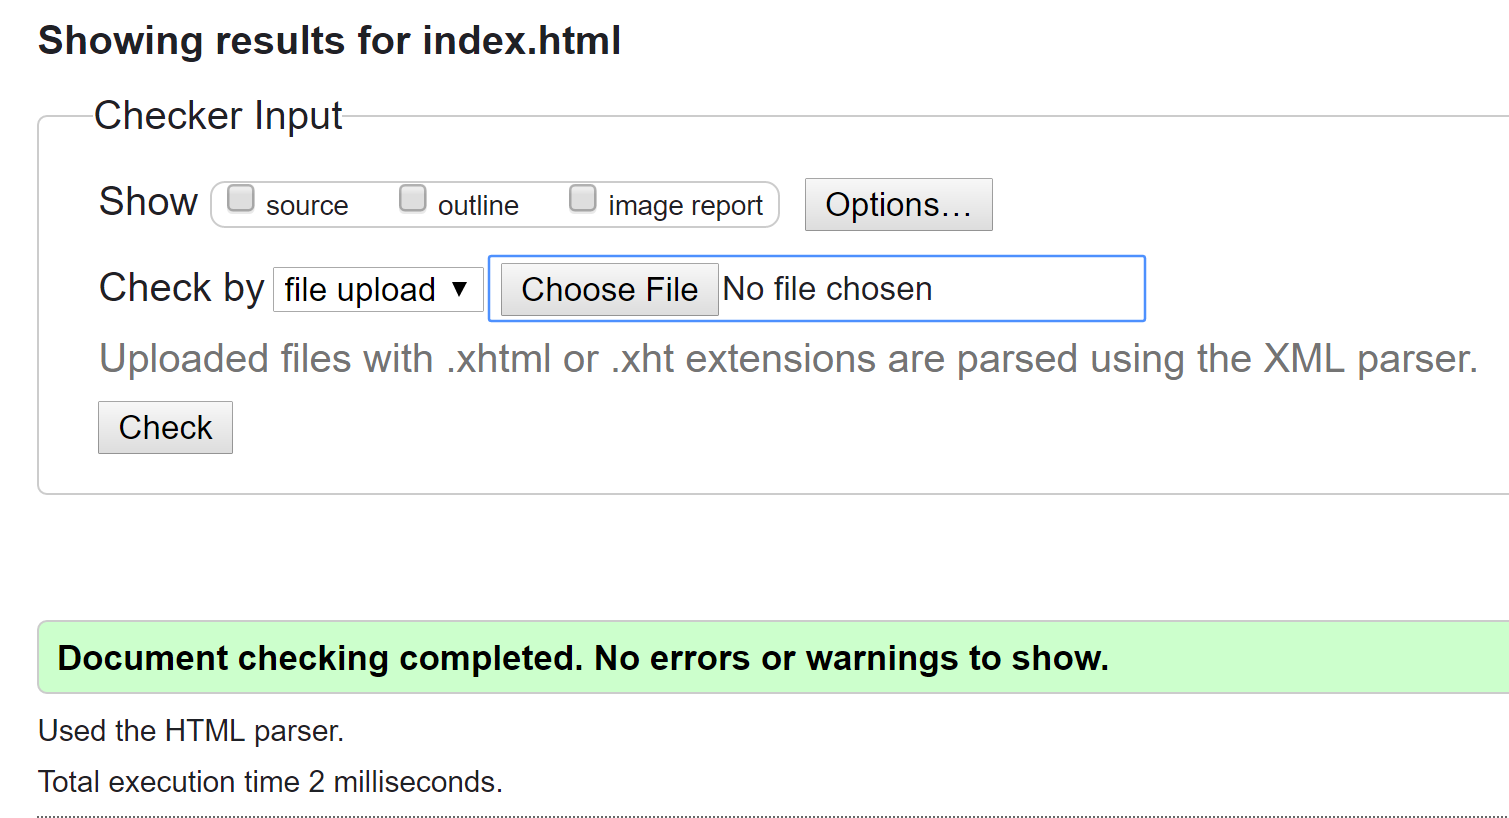 Showing results for index.html
Checker Input
Show source outline image report Options…
Check by file upload ▼ Choose File No file chosen
Uploaded files with .xhtml or .xht extensions are parsed using the XML parser.
Check
Document checking completed. No errors or warnings to show.
Used the HTML parser.
Total execution time 2 milliseconds.